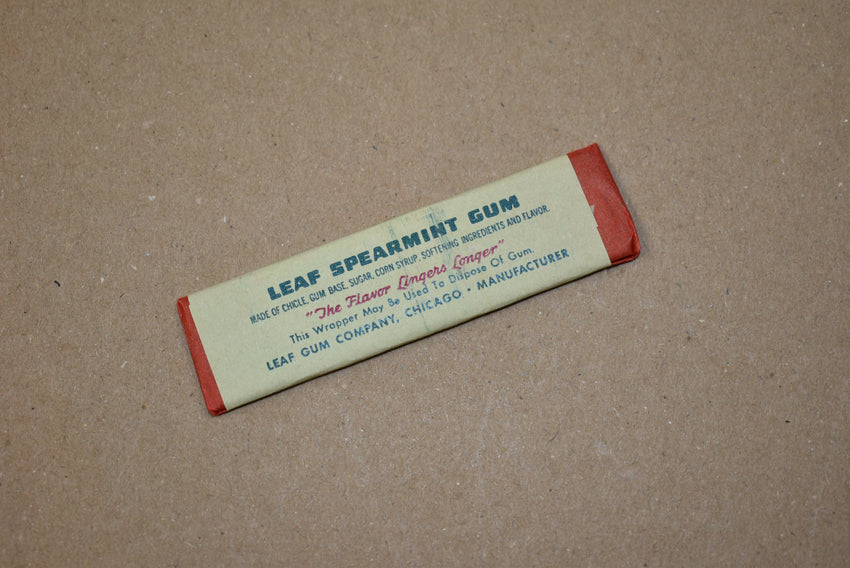 LEAF SPEARMINT GUM
MADE OF CHICLE, GUM BASE, SUGAR, CORN SYRUP, SOFTENING INGREDIENTS AND FLAVOR.
"The Flavor Lingers Longer"
This Wrapper May Be Used To Dispose Of Gum.
LEAF GUM COMPANY, CHICAGO • MANUFACTURER